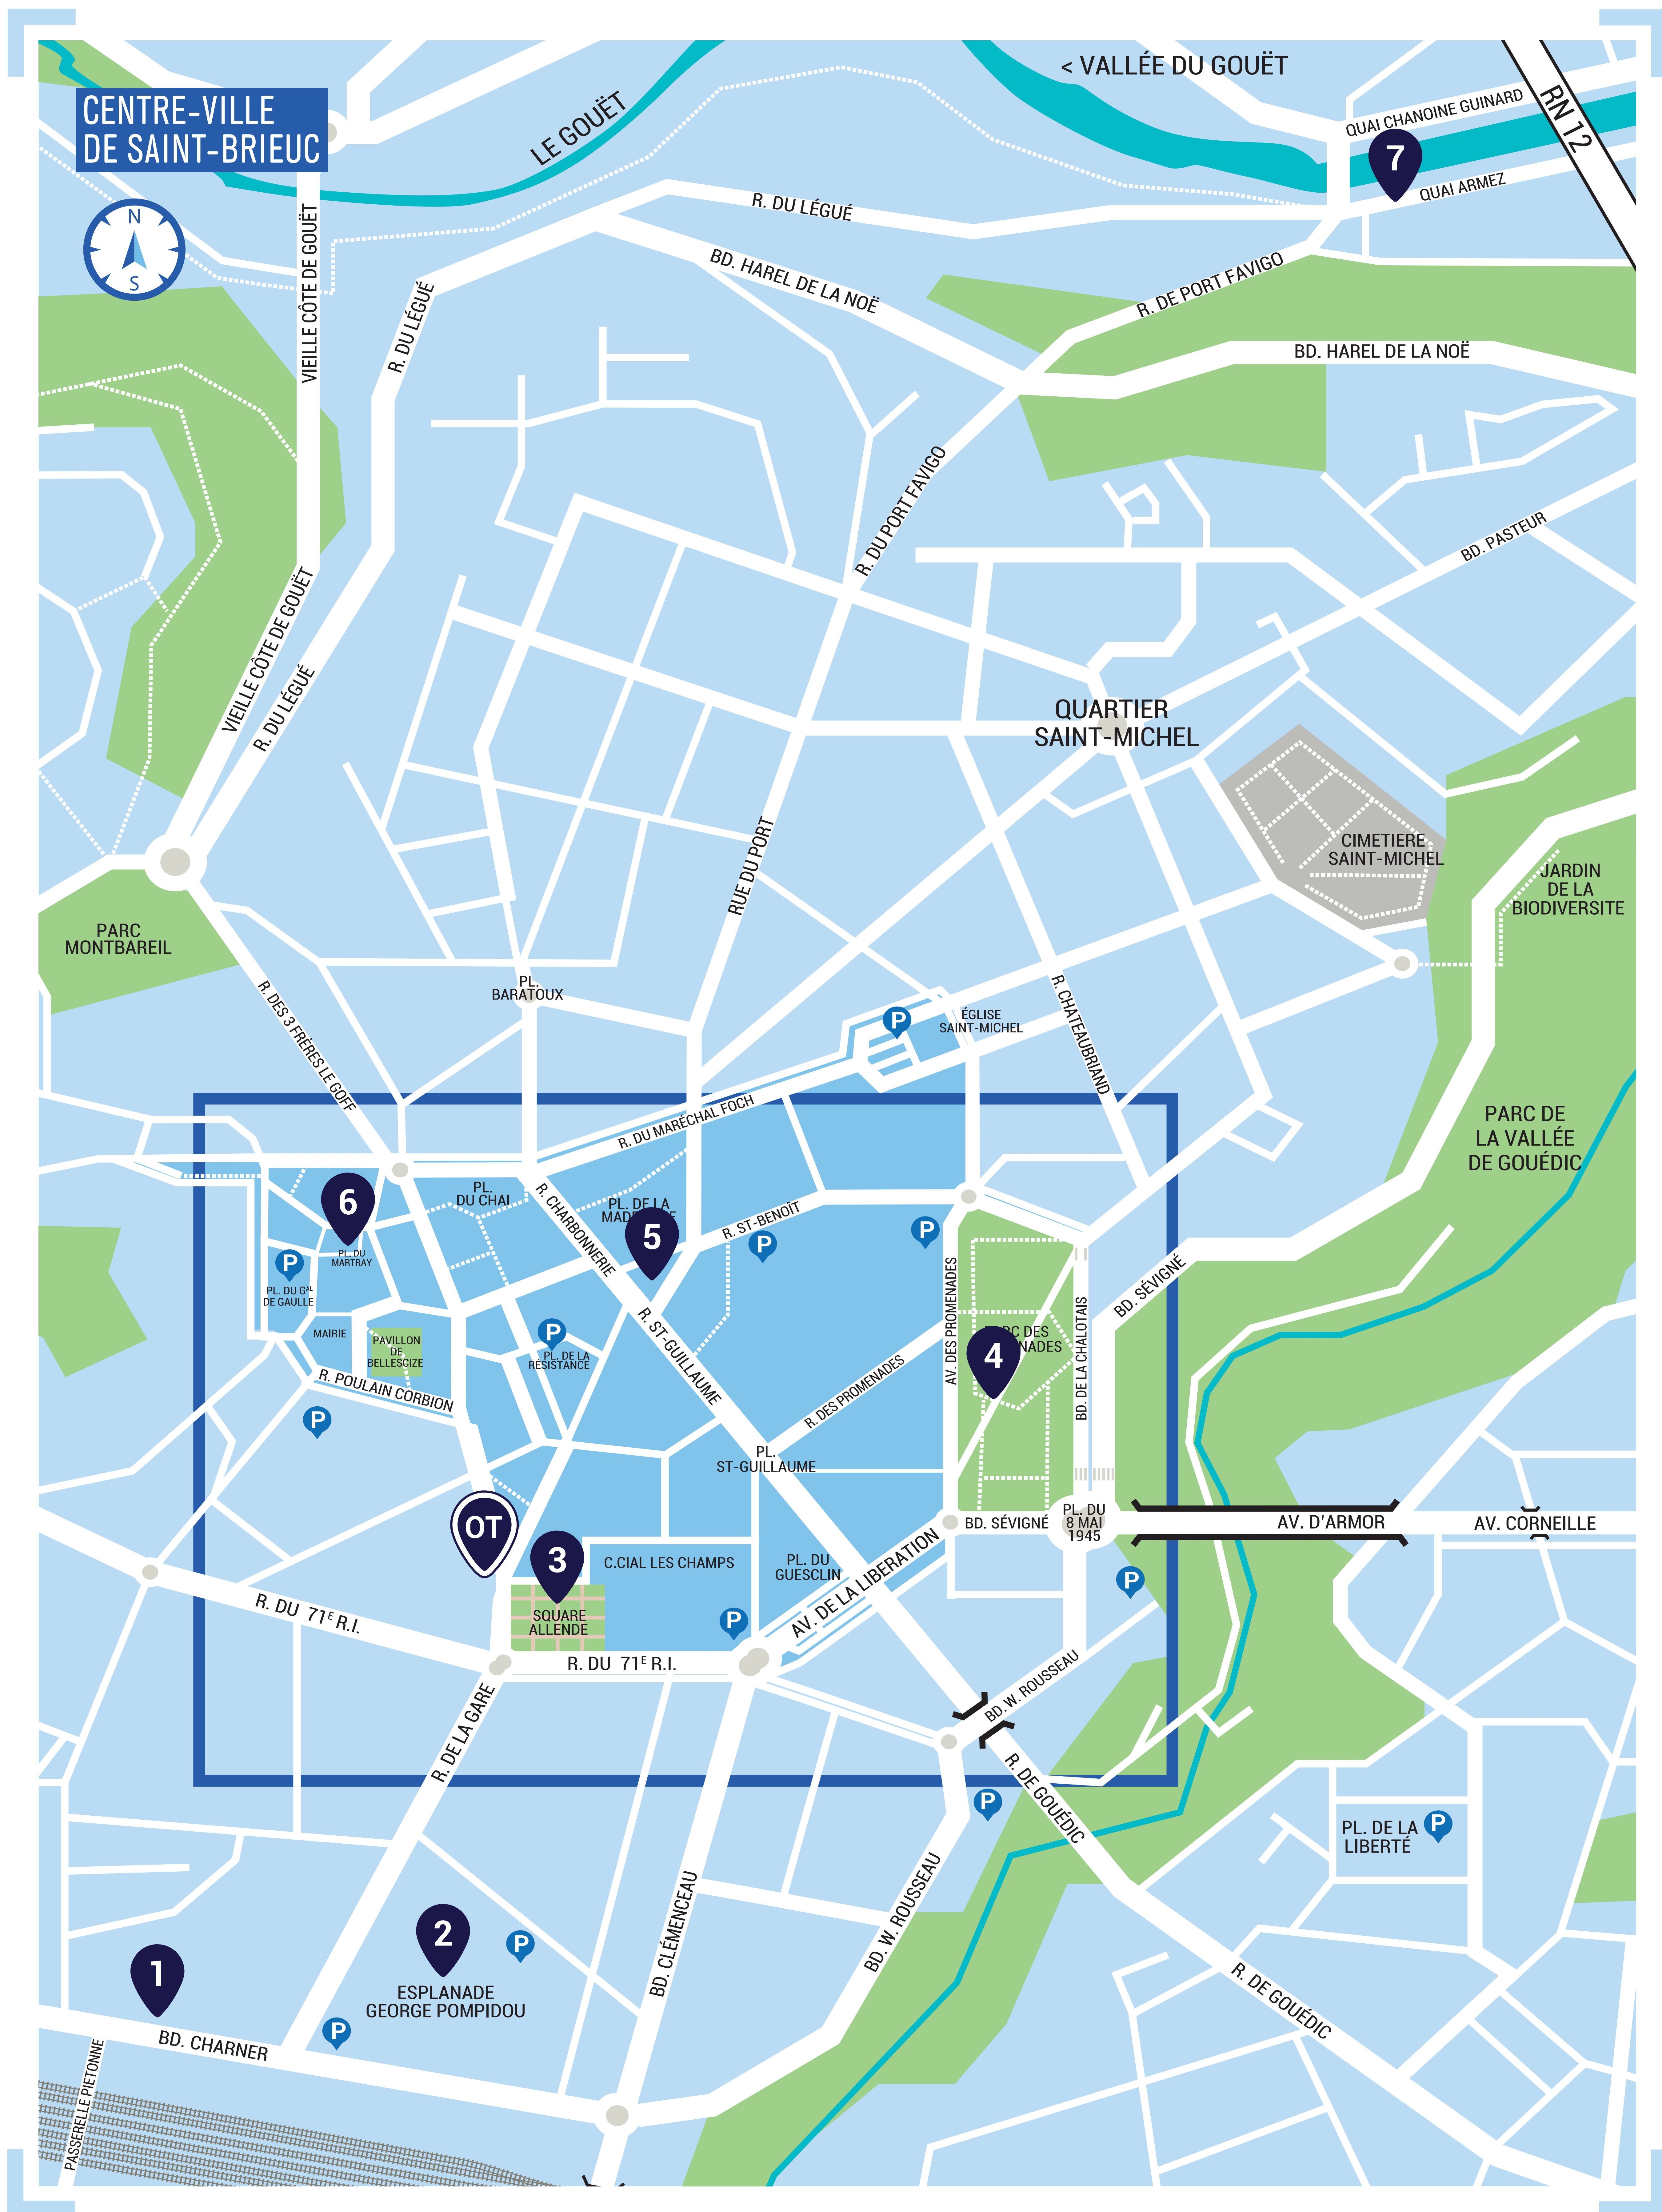 CENTRE-VILLE
DE SAINT-BRIEUC
N
S
< VALLÉE DU GOUËT
LE GOUËT
QUAI CHANOINE GUINARD
RN 12
7
QUAI ARMEZ
R. DU LÉGUÉ
VIEILLE CÔTE DE GOUËT
R. DU LÉGUÉ
BD. HAREL DE LA NOË
R. DE PORT FAVIGO
BD. HAREL DE LA NOË
R. DU PORT FAVIGO
BD. PASTEUR
VIEILLE CÔTE DE GOUËT
R. DU LÉGUÉ
QUARTIER
SAINT-MICHEL
RUE DU PORT
CIMETIERE
SAINT-MICHEL
JARDIN
DE LA
BIODIVERSITE
PARC
MONTBAREIL
PL.
BARATOUX
R. DES 3 FRÈRES LE GOFF
P
ÉGLISE
SAINT-MICHEL
R. CHATEAUBRIAND
R. DU MARÉCHAL FOCH
PARC DE
LA VALLÉE
DE GOUÉDIC
6
PL.
DU CHAI
R. CHARBONNERIE
PL. DE LA
5
R. ST-BENOÎT
P
P
PL. DU
MARTRAY
P
PL. DU GAL
DE GAULLE
MAIRIE
PAVILLON
DE
BELLESCIZE
P
PL. DE LA
RÉSISTANCE
R. ST-GUILLAUME
AV. DES PROMENADES
DES
4
BD. DE LA CHALOTAIS
BD. SÉVIGNÉ
R. POULAIN CORBION
P
R. DES PROMENADES
PL.
ST-GUILLAUME
OT
3
C.CIAL LES CHAMPS
PL. DU
GUESCLIN
BD. SÉVIGNÉ
PL. DU
8 MAI
1945
AV. D'ARMOR
AV. CORNEILLE
AV. DE LA LIBERATION
P
SQUARE
ALLENDE
P
R. DU 71E R.I.
R. DU 71E R.I.
BD. W. ROUSSEAU
R. DE LA GARE
R. DE GOUÉDIC
P
PL. DE LA
LIBERTÉ
P
BD. CLÉMENCEAU
BD. W. ROUSSEAU
2
P
1
ESPLANADE
GEORGE POMPIDOU
P
BD. CHARNER
R. DE GOUÉDIC
PASSERELLE PIETONNE